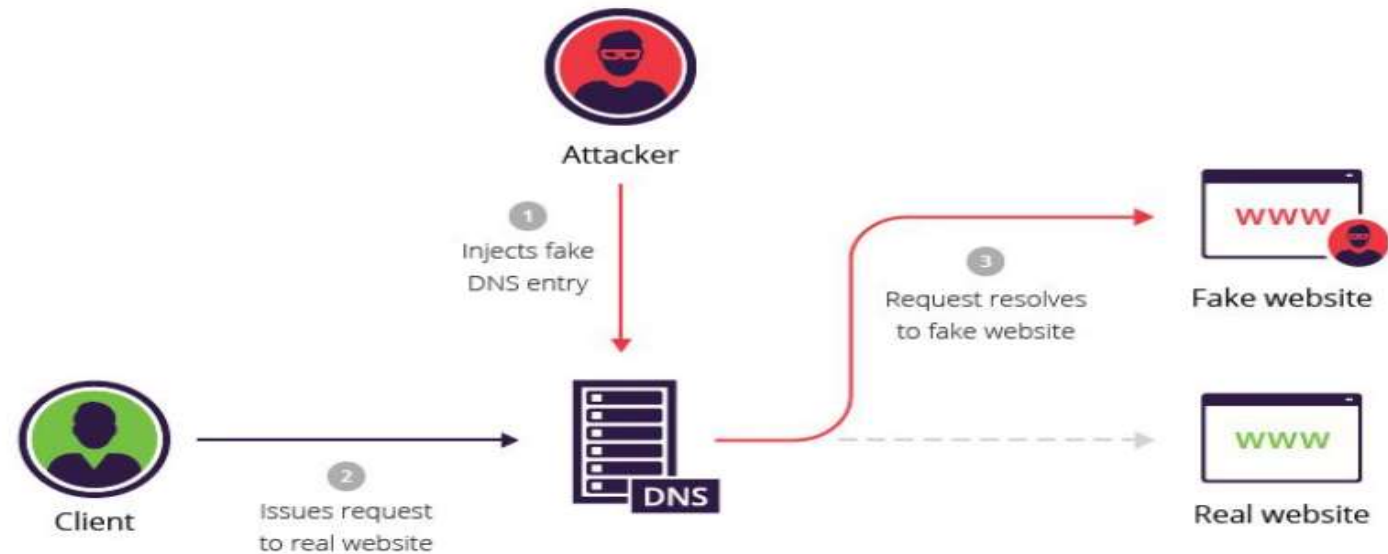 Attacker
1
Injects fake
DNS entry
www
3
Request resolves
to fake website
Fake website
DNS
www
Client
2
Issues request
to real website
Real website